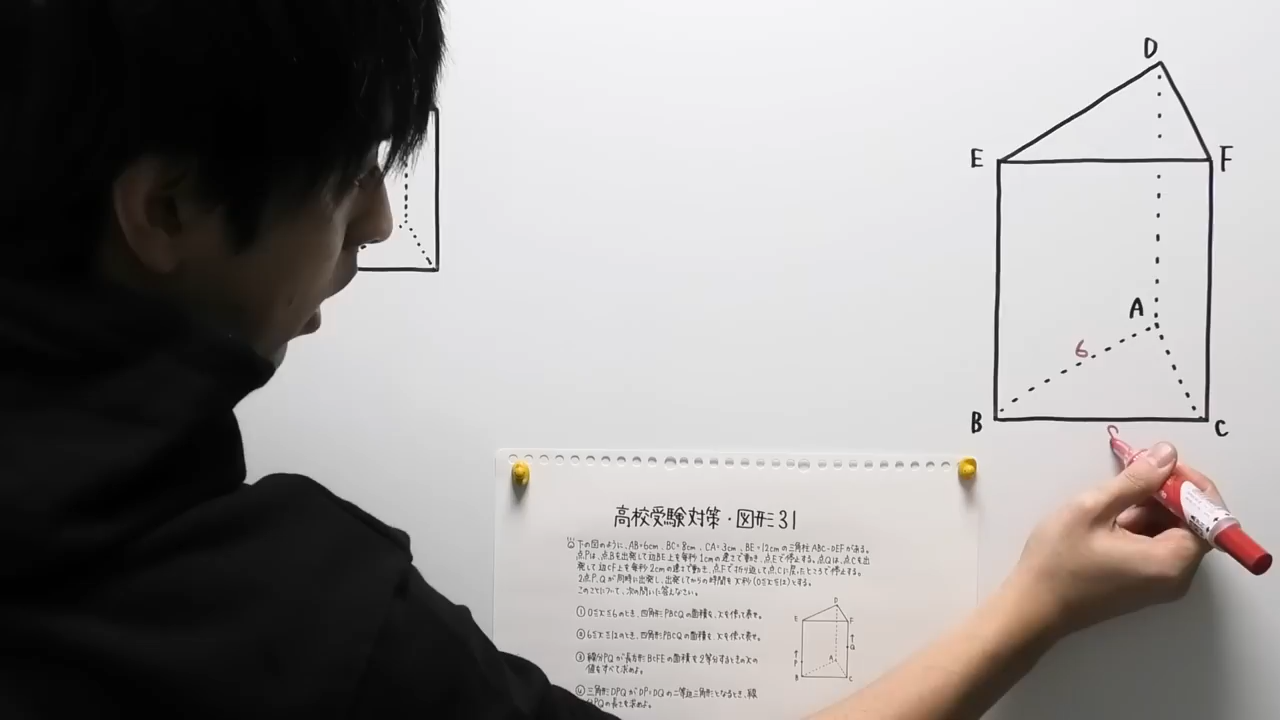 D
E
F
A
6
B
C
高校受験対策・図形31
下の図のように、AB=6cm、BC=8cm、CA=3cm、BE=12cmの三角柱ABC-DEFがある。
点Pは、点Bを出発して辺BE上を毎秒1cmの速さで動き、点Eで停止する。点Qは、点Cを出
発して辺CF上を毎秒2cmの速さで動き、点Fで折り返して点Cに戻ったところで停止する。
2点P、Qが同時に出発し、出発してからの時間をx秒(0≦x≦12)とする。
このことについて、次の問いに答えなさい。
① 0≦x≦6のとき、四角形PBCQの面積を、xを使って表せ。
② 6≦x≦12のとき、四角形PBCQの面積を、xを使って表せ。
③ 線分PQが長方形BCFEの面積を2等分するときのxの
値をすべて求めよ。
④ 三角形DPQがDP=DQの二等辺三角形となるとき、線
分PQの長さを求めよ。
D
E
F
Q
P
A
B
C